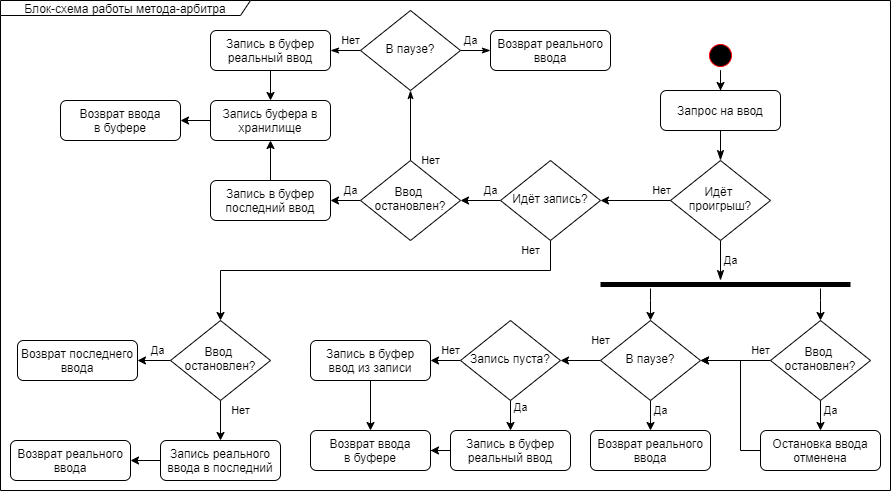 Блок-схема работы метода-арбитра
Запись в буфер
реальный ввод
Нет
В паузе?
Да
Возврат реального
ввода
Возврат ввода
в буфере
Запись буфера в
хранилище
Запрос на ввод
Нет
Запись в буфер
последний ввод
Да
Ввод
остановлен?
Да
Идёт запись?
Нет
Идёт
проигрыш?
Нет
Да
Возврат последнего
ввода
Да
Ввод
остановлен?
Нет
Запись в буфер
ввод из записи
Нет
Запись пуста?
Да
Нет
В паузе?
Да
Нет
Ввод
остановлен?
Да
Возврат реального
ввода
Запись реального
ввода в последний
Возврат ввода
в буфере
Запись в буфер
реальный ввод
Возврат реального
ввода
Остановка ввода
отменена